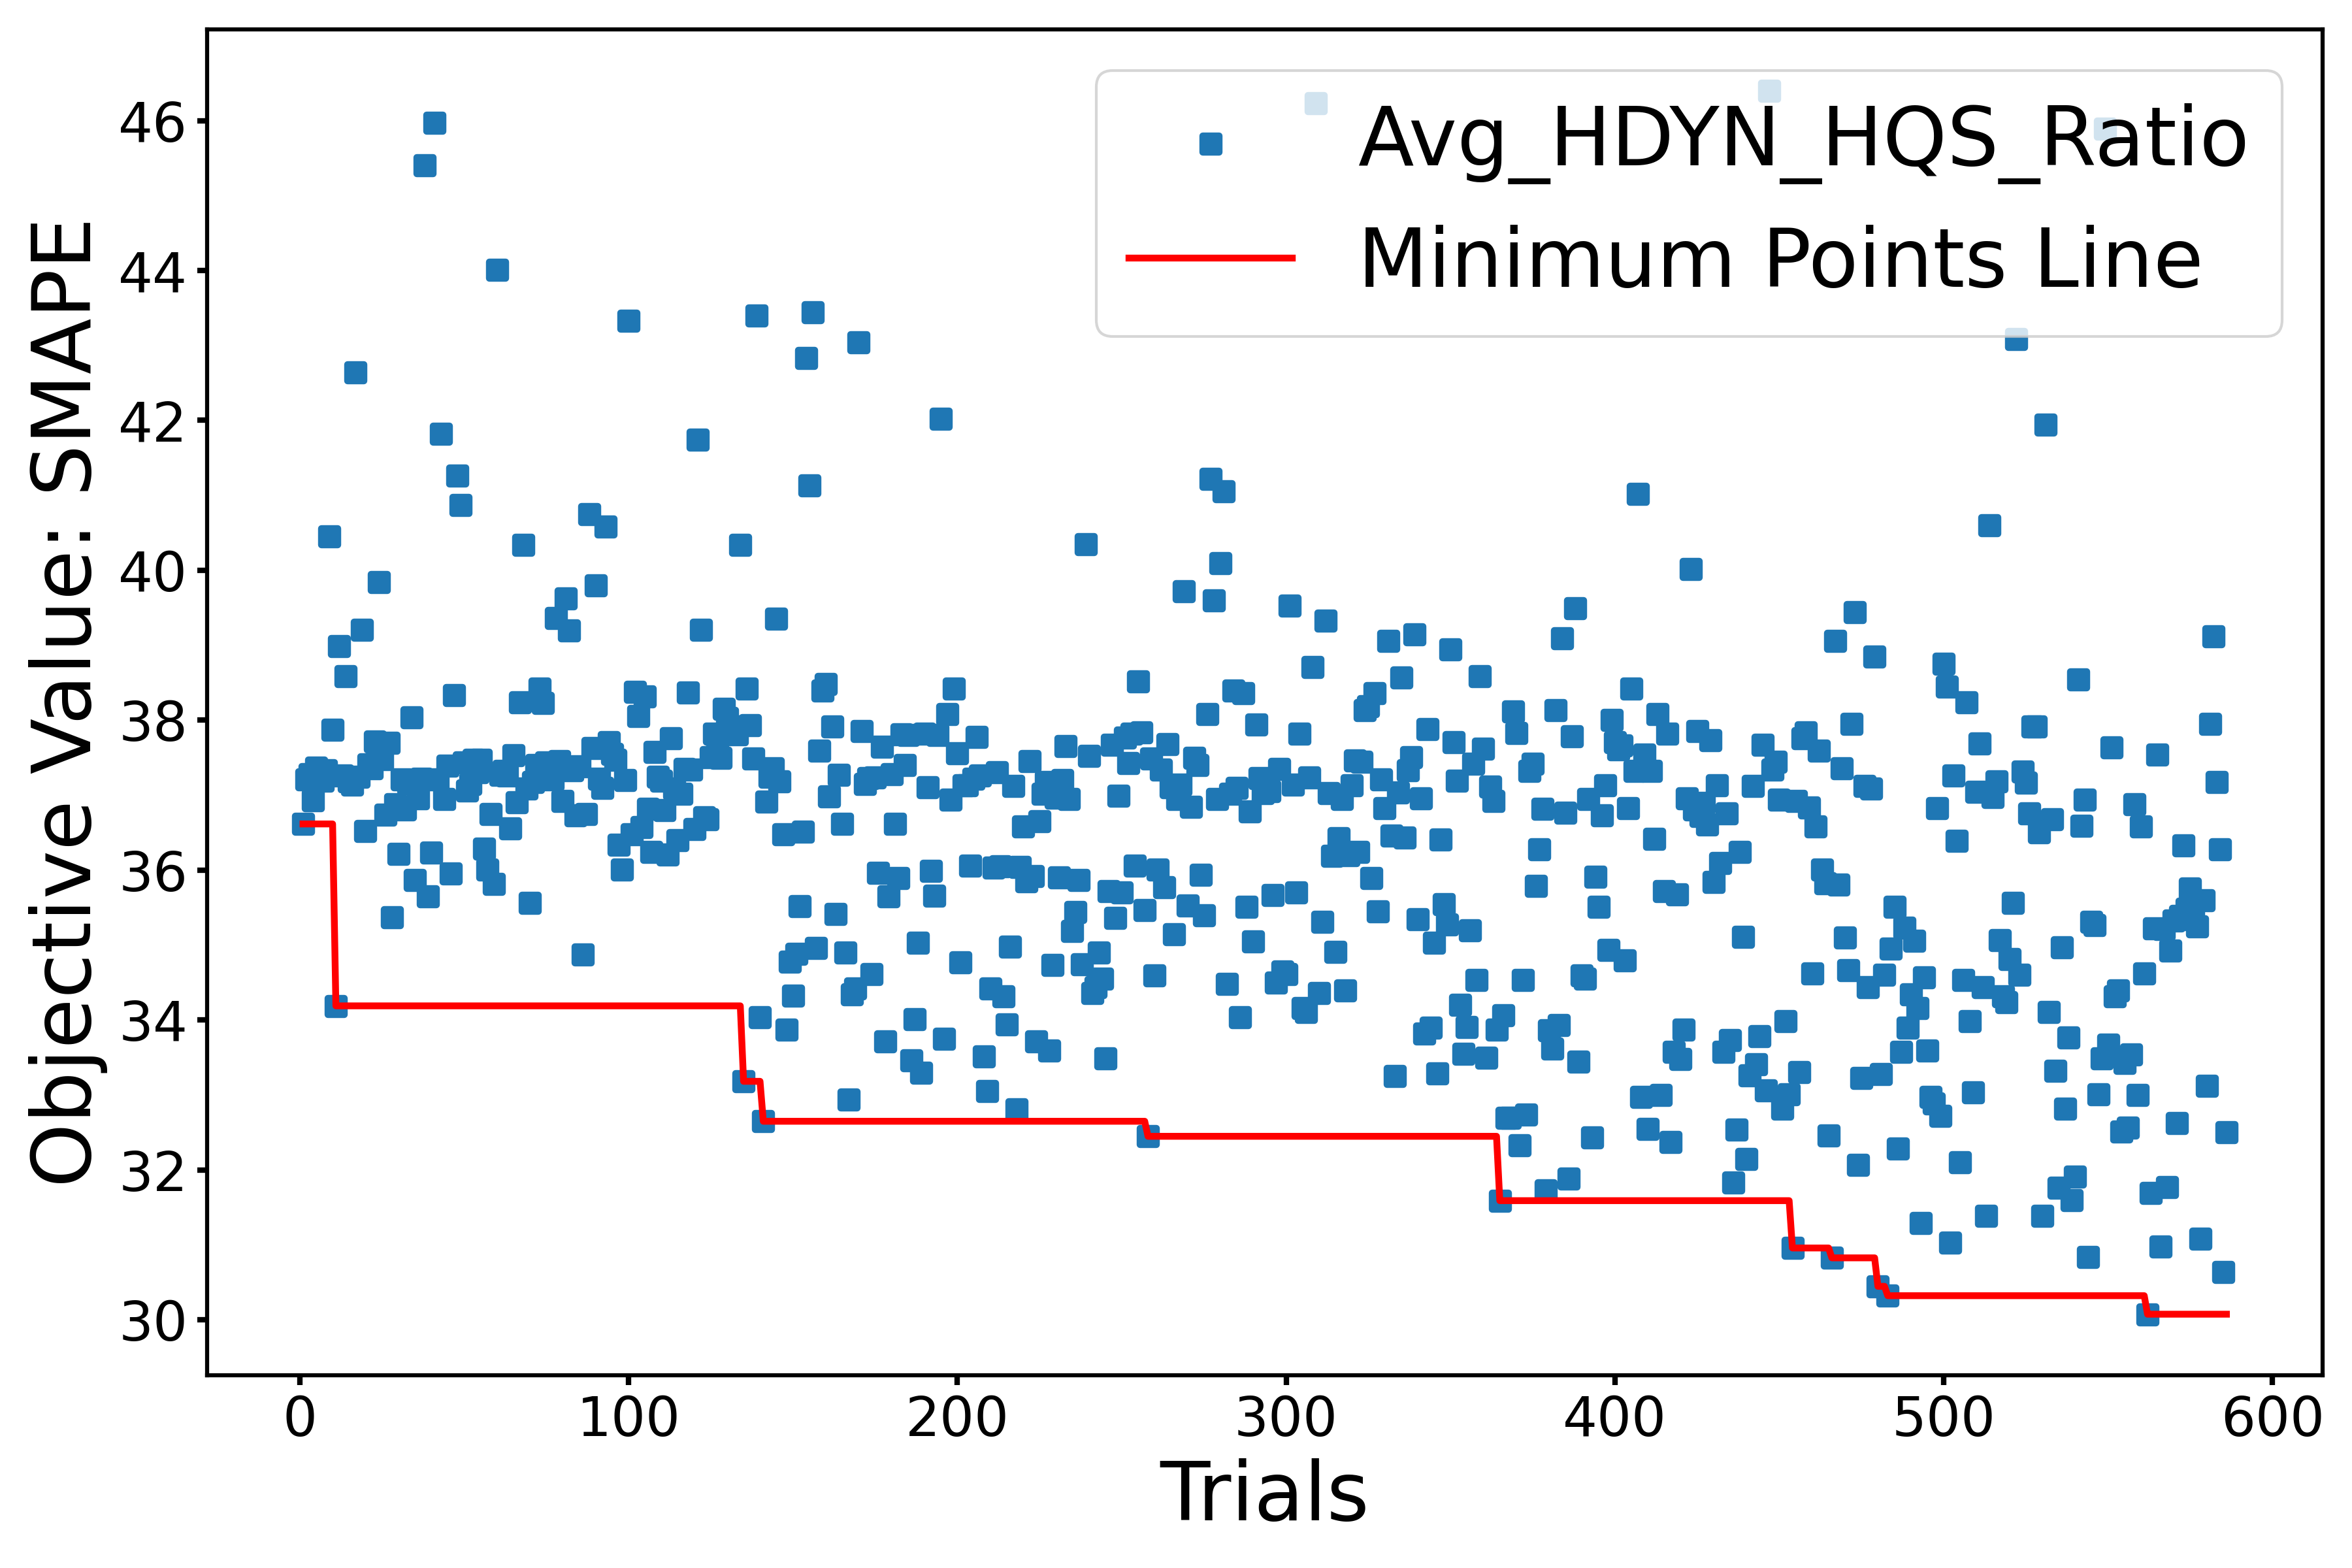 Avg_HDYN_HQS_Ratio
Minimum Points Line
Objective Value: SMAPE
46
44
42
40
38
36
34
32
30
0 100 200 300 400 500 600
Trials